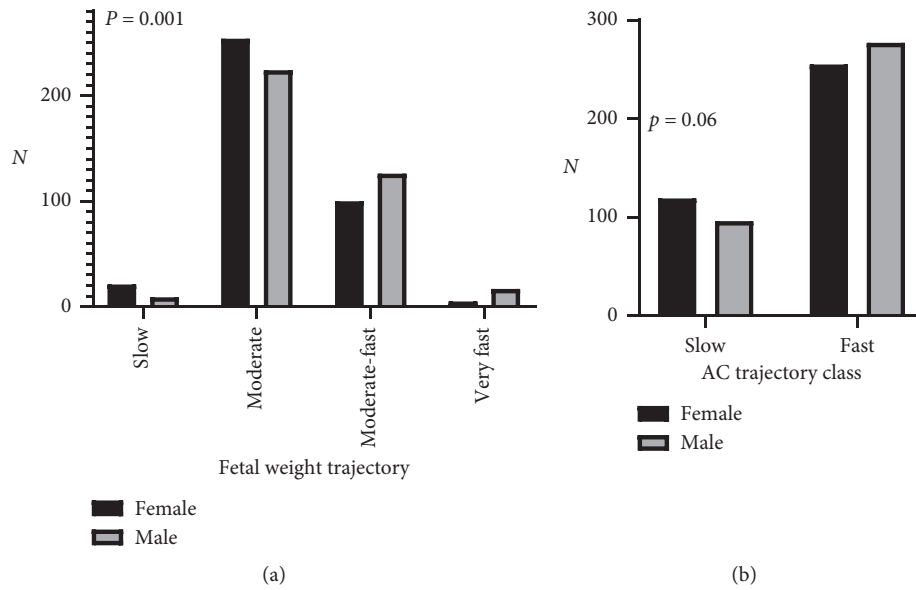 P = 0.001
200
100
0
N
Slow
Moderate
Moderate-fast
Very fast
Fetal weight trajectory
Female
Male
(a)
300
200
100
0
N
p = 0.06
Slow
Fast
AC trajectory class
Female
Male
(b)